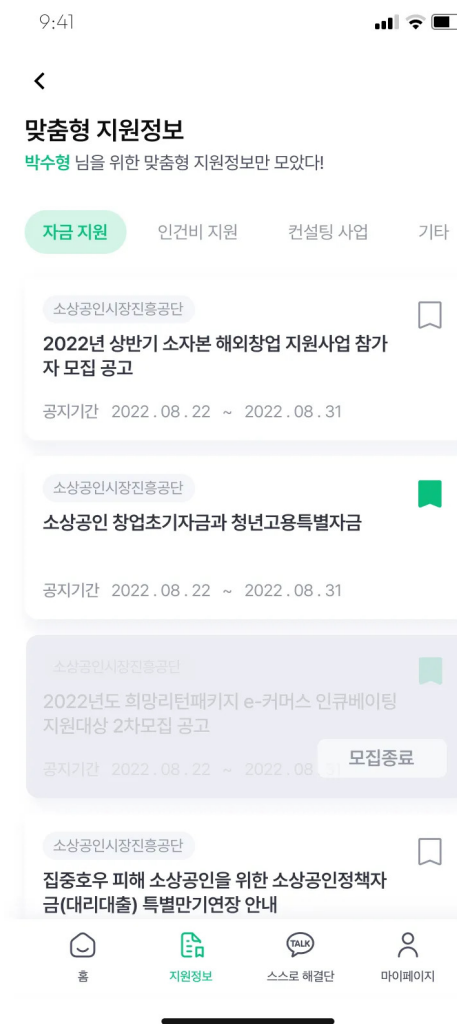 9:41
맞춤형 지원정보
박수형 님을 위한 맞춤형 지원정보만 모았다!
자금 지원 인건비 지원 컨설팅 사업 기타
소상공인시장진흥공단
2022년 상반기 소자본 해외창업 지원사업 참가
자 모집 공고
공지기간 2022 . 08 . 22 ~ 2022 . 08 . 31
소상공인시장진흥공단
소상공인 창업초기자금과 청년고용특별자금
공지기간 2022 . 08 . 22 ~ 2022 . 08 . 31
소상공인시장진흥공단
2022년도 희망리턴패키지 e-커머스 인큐베이팅
지원대상 2차모집 공고
모집종료
공지기간 2022 . 08 . 22 ~ 2022 . 08
소상공인시장진흥공단
집중호우 피해 소상공인을 위한 소상공인정책자
금(대리대출) 특별만기연장 안내
TALK
홈 지원정보 스스로 해결단 마이페이지